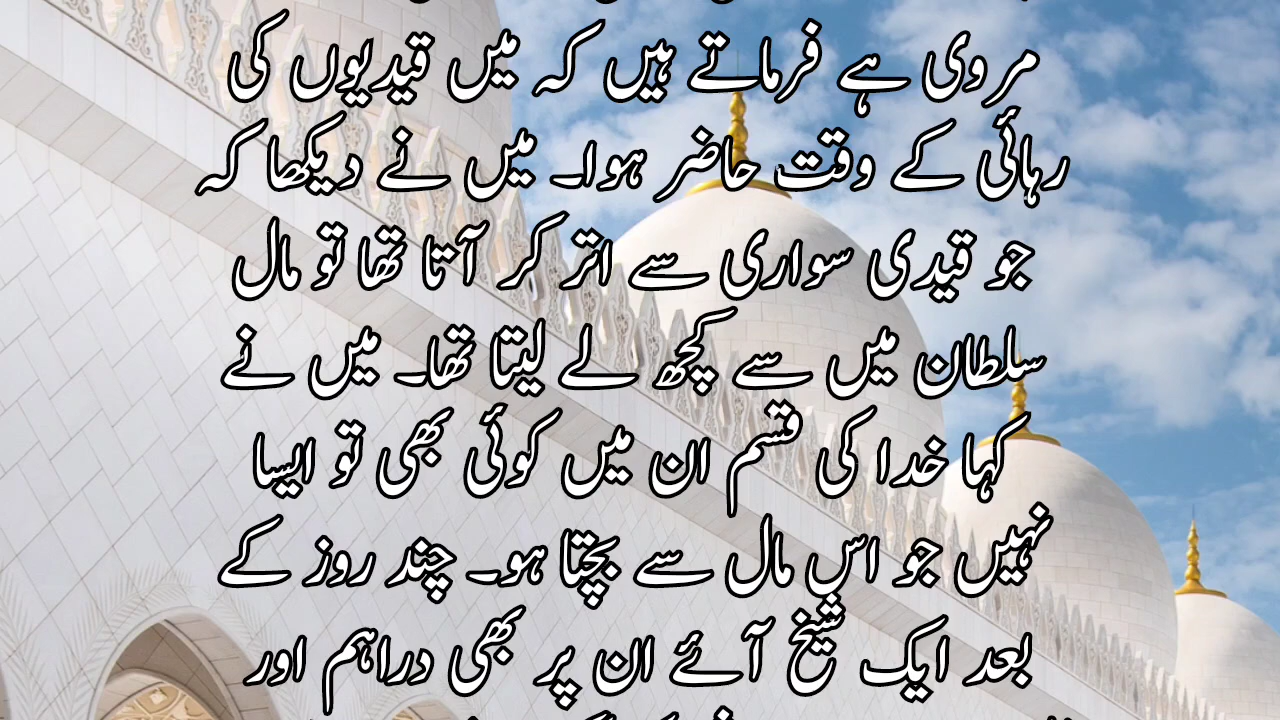 مروی ہے فرماتے ہیں کہ میں قیدیوں کی
رہائی کے وقت حاضر ہوا۔ میں نے دیکھا کہ
جو قیدی سواری سے اتر کر آتا تھا تو مال
سلطان میں سے کچھ لے لیتا تھا۔ میں نے
کہا خدا کی قسم ان میں کوئی بھی تو ایسا
نہیں جو اس مال سے بچتا ہو۔ چند روز کے
بعد ایک شیخ آئے ان پر بھی دراہم اور